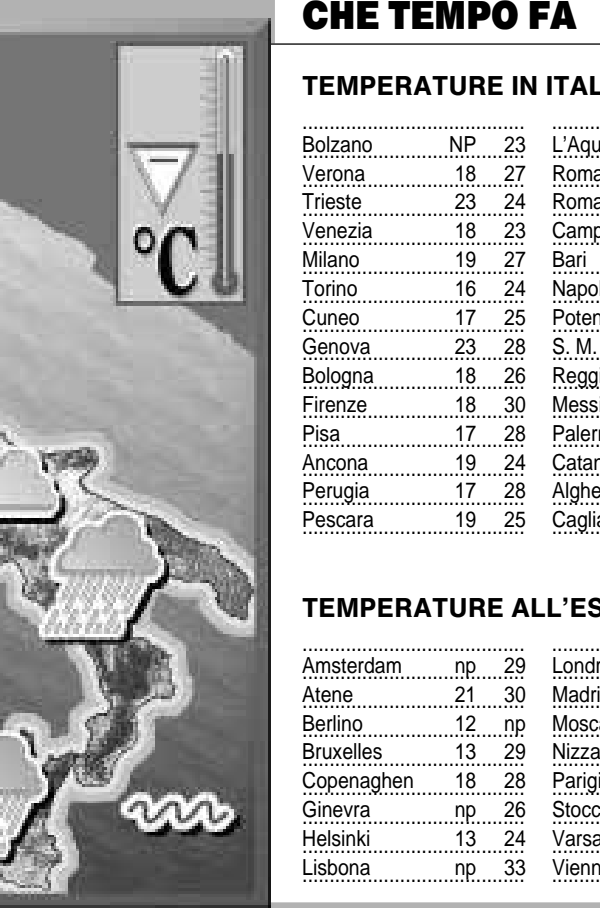 °C
CHE TEMPO FA
TEMPERATURE IN ITAL
Bolzano NP 23 L'Aqu
Verona 18 27 Roma
Trieste 23 24 Roma
Venezia 18 23 Camp
Milano 19 27 Bari
Torino 16 24 Napol
Cuneo 17 25 Poten
Genova 23 28 S. M.
Bologna 18 26 Reggi
Firenze 18 30 Messi
Pisa 17 28 Palerm
Ancona 19 24 Catan
Perugia 17 28 Alghe
Pescara 19 25 Caglia
TEMPERATURE ALL'ES
Amsterdam np 29 Londr
Atene 21 30 Madri
Berlino 12 np Mosca
Bruxelles 13 29 Nizza
Copenaghen 18 28 Parigi
Ginevra np 26 Stocc
Helsinki 13 24 Varsa
Lisbona np 33 Vienn